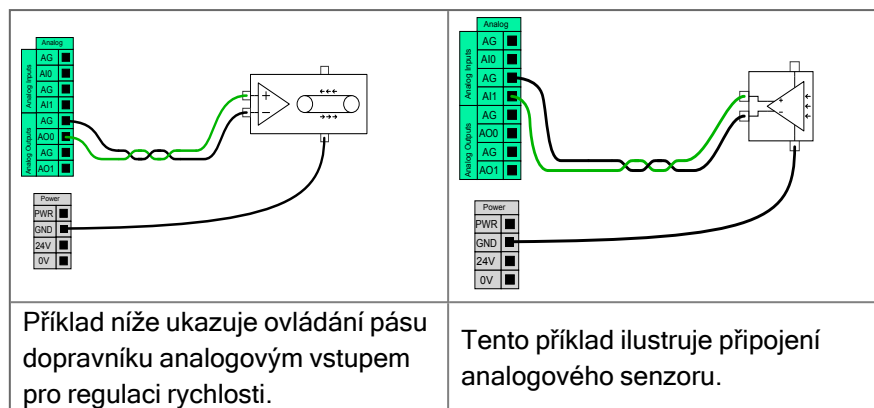 Analog
Analog Inputs
AG
AI0
AG
AI1
Analog Outputs
AG
AO0
AG
AO1
Power
PWR
GND
24V
0V
+
−
←←←
→→→
Příklad níže ukazuje ovládání pásu
dopravníku analogovým vstupem
pro regulaci rychlosti.
Analog
Analog Inputs
AG
AI0
AG
AI1
Analog Outputs
AG
AO0
AG
AO1
Power
PWR
GND
24V
0V
+
-
Tento příklad ilustruje připojení
analogového senzoru.